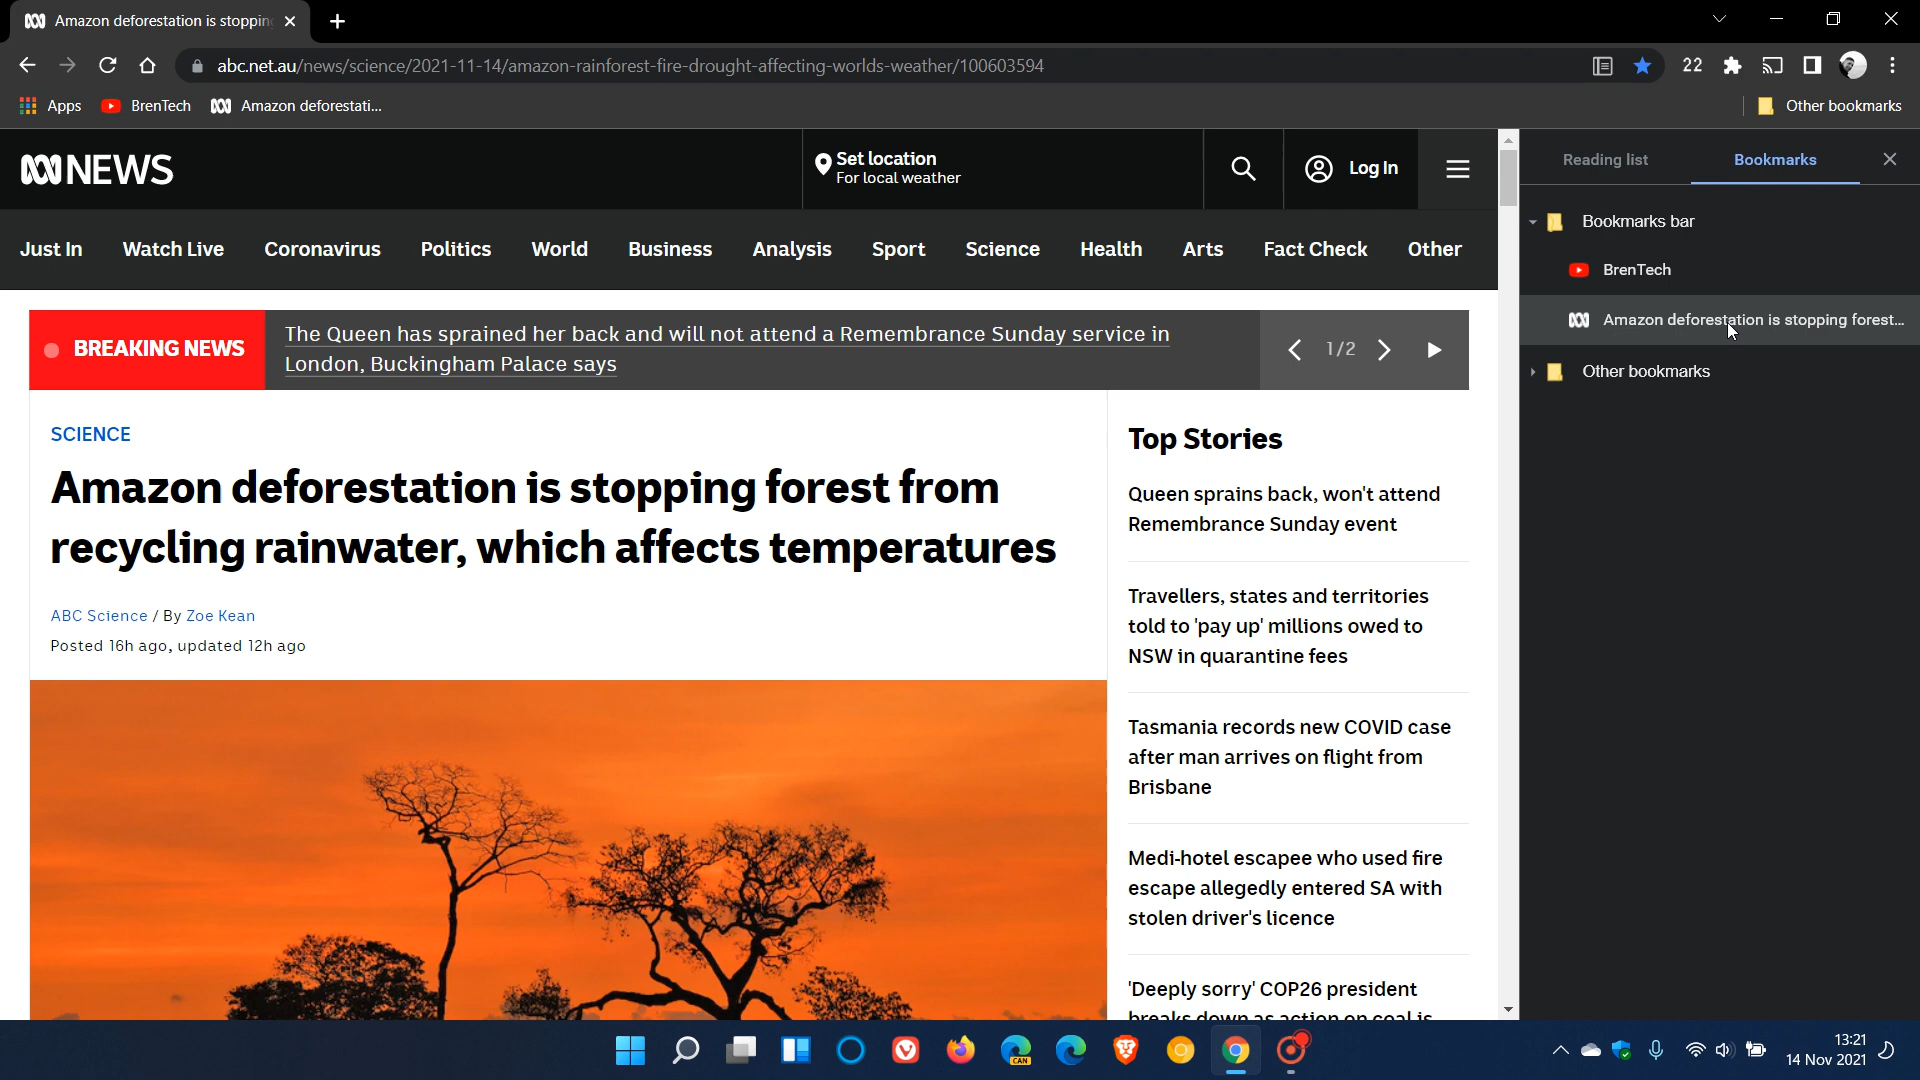 Amazon deforestation is stoppin
abc.net.au/news/science/2021-11-14/amazon-rainforest-fire-drought-affecting-worlds-weather/100603594
22
Apps
BrenTech
Amazon deforestati...
Other bookmarks
NEWS
Set location
For local weather
Log In
Just In
Watch Live
Coronavirus
Politics
World
Business
Analysis
Sport
Science
Health
Arts
Fact Check
Other
BREAKING NEWS
The Queen has sprained her back and will not attend a Remembrance Sunday service in
London, Buckingham Palace says
1/2
SCIENCE
Amazon deforestation is stopping forest from
recycling rainwater, which affects temperatures
ABC Science / By Zoe Kean
Posted 16h ago, updated 12h ago
Top Stories
Queen sprains back, won't attend
Remembrance Sunday event
Travellers, states and territories
told to 'pay up' millions owed to
NSW in quarantine fees
Tasmania records new COVID case
after man arrives on flight from
Brisbane
Medi-hotel escapee who used fire
escape allegedly entered SA with
stolen driver's licence
'Deeply sorry' COP26 president
breaks down as action on coal is
Reading list
Bookmarks
Bookmarks bar
BrenTech
Amazon deforestation is stopping forest...
Other bookmarks
CAN
13:21
14 Nov 2021